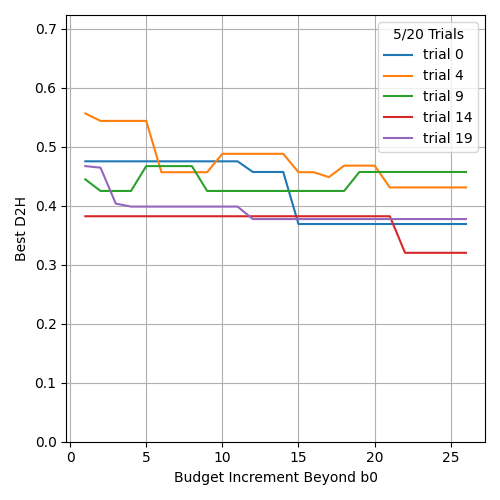 5/20 Trials
trial 0
trial 4
trial 9
trial 14
trial 19
Best D2H
0.7
0.6
0.5
0.4
0.3
0.2
0.1
0.0
0 5 10 15 20 25
Budget Increment Beyond b0